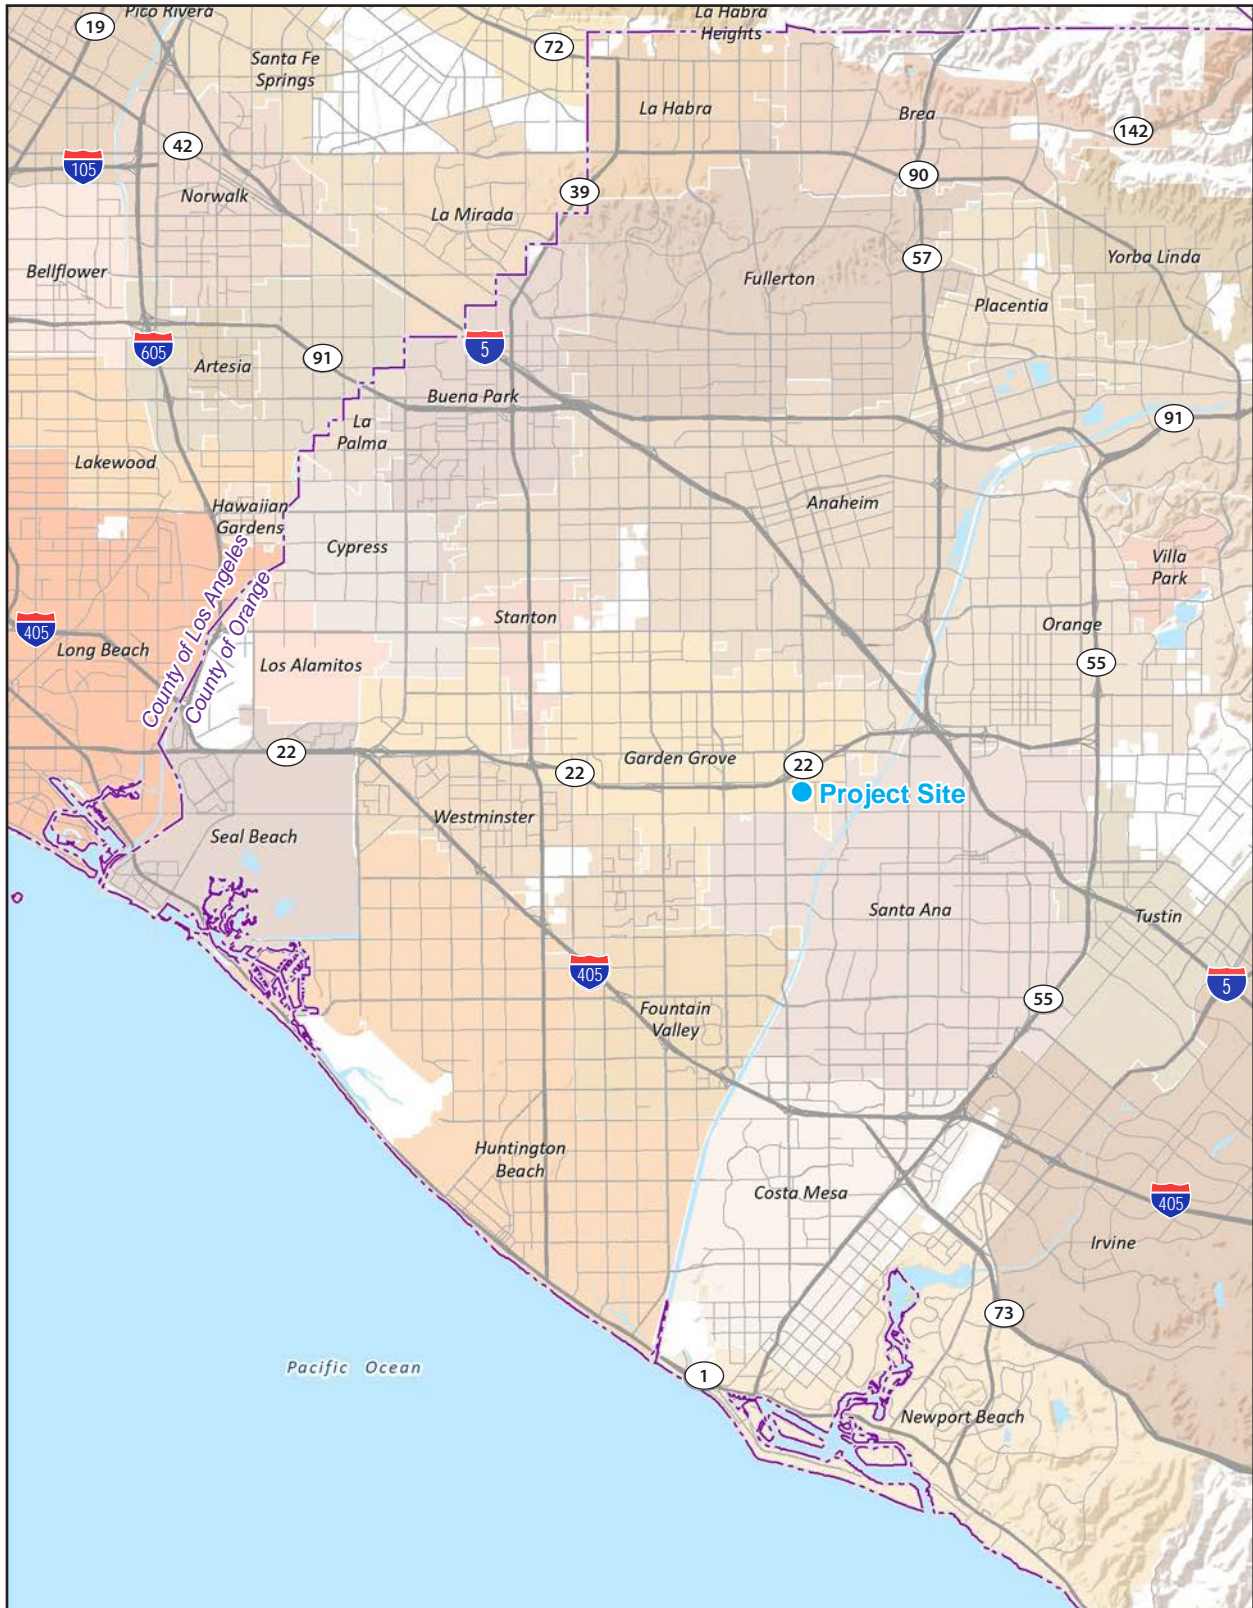 Pico Rivera
19
La Habra
Heights
72
Santa Fe
Springs
La Habra
Brea
142
42
105
90
39
Norwalk
La Mirada
57
Yorba Linda
Bellflower
Fullerton
Placentia
605
5
91
Artesia
Buena Park
91
La
Palma
Lakewood
Anaheim
Hawaiian
Gardens
Cypress
Villa
Park
County of Los Angeles
County of Orange
Stanton
405
Orange
Long Beach
Los Alamitos
55
22
Garden Grove
22
22
Project Site
Westminster
Seal Beach
Santa Ana
Tustin
405
5
55
Fountain
Valley
Huntington
Beach
Costa Mesa
405
Irvine
73
Pacific Ocean
1
Newport Beach